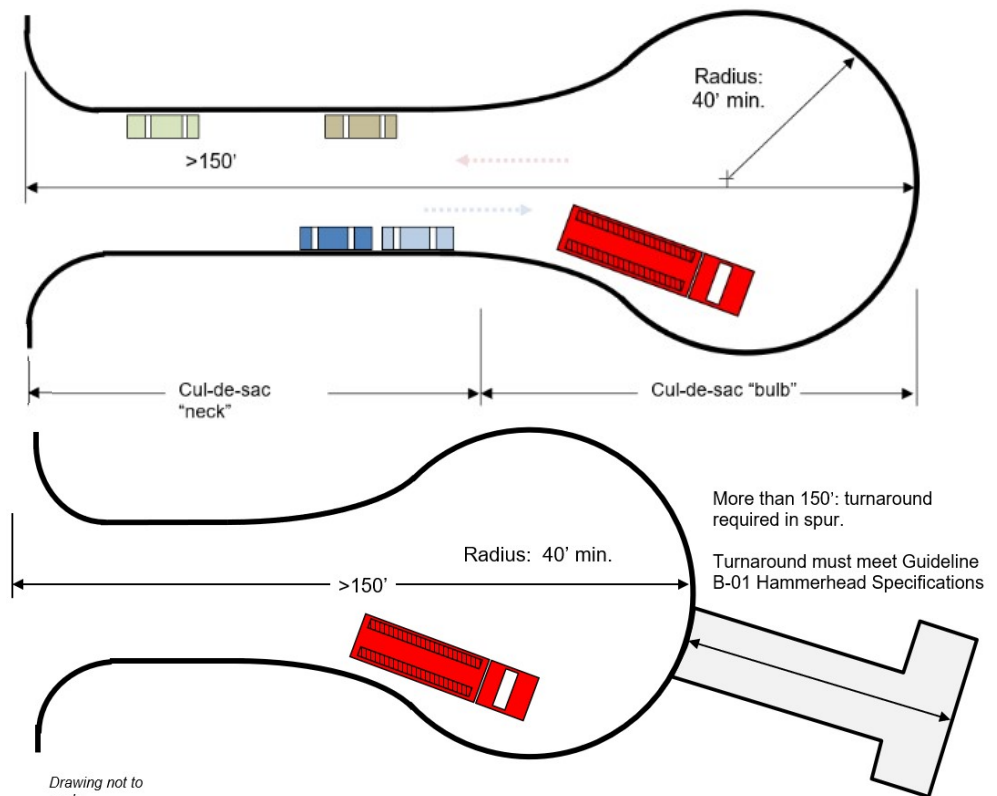 Radius:
40' min.
>150'
Cul-de-sac
“neck”
Cul-de-sac “bulb”
More than 150': turnaround
required in spur.
Turnaround must meet Guideline
B-01 Hammerhead Specifications
Radius: 40' min.
>150'
Drawing not to